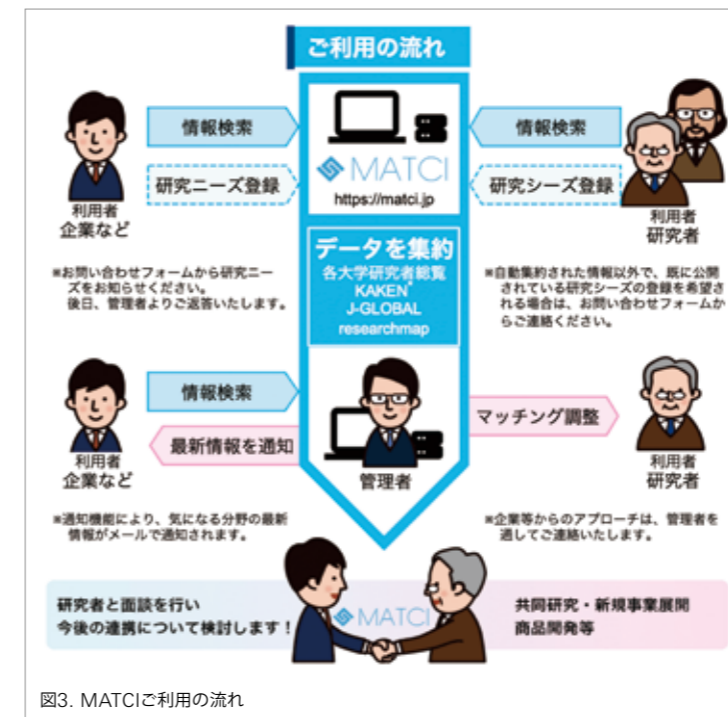 ご利用の流れ
情報検索
研究ニーズ登録
利用者
企業など
※お問い合わせフォームから研究ニー
ズをお知らせください。
後日、管理者よりご返答いたします。
MATCI
https://matci.jp
情報検索
研究シーズ登録
利用者
研究者
※自動集約された情報以外で、既に公開
されている研究シーズの登録を希望さ
れる場合は、お問い合わせフォームか
らご連絡ください。
データを集約
各大学研究者総覧
KAKEN
J-GLOBAL
researchmap
情報検索
最新情報を通知
利用者
企業など
※通知機能により、気になる分野の最新
情報がメールで通知されます。
管理者
マッチング調整
利用者
研究者
※企業等からのアプローチは、管理者を
通してご連絡いたします。
研究者と面談を行い
今後の連携について検討します！
MATCI
共同研究・新規事業展開
商品開発等
図3. MATCIご利用の流れ